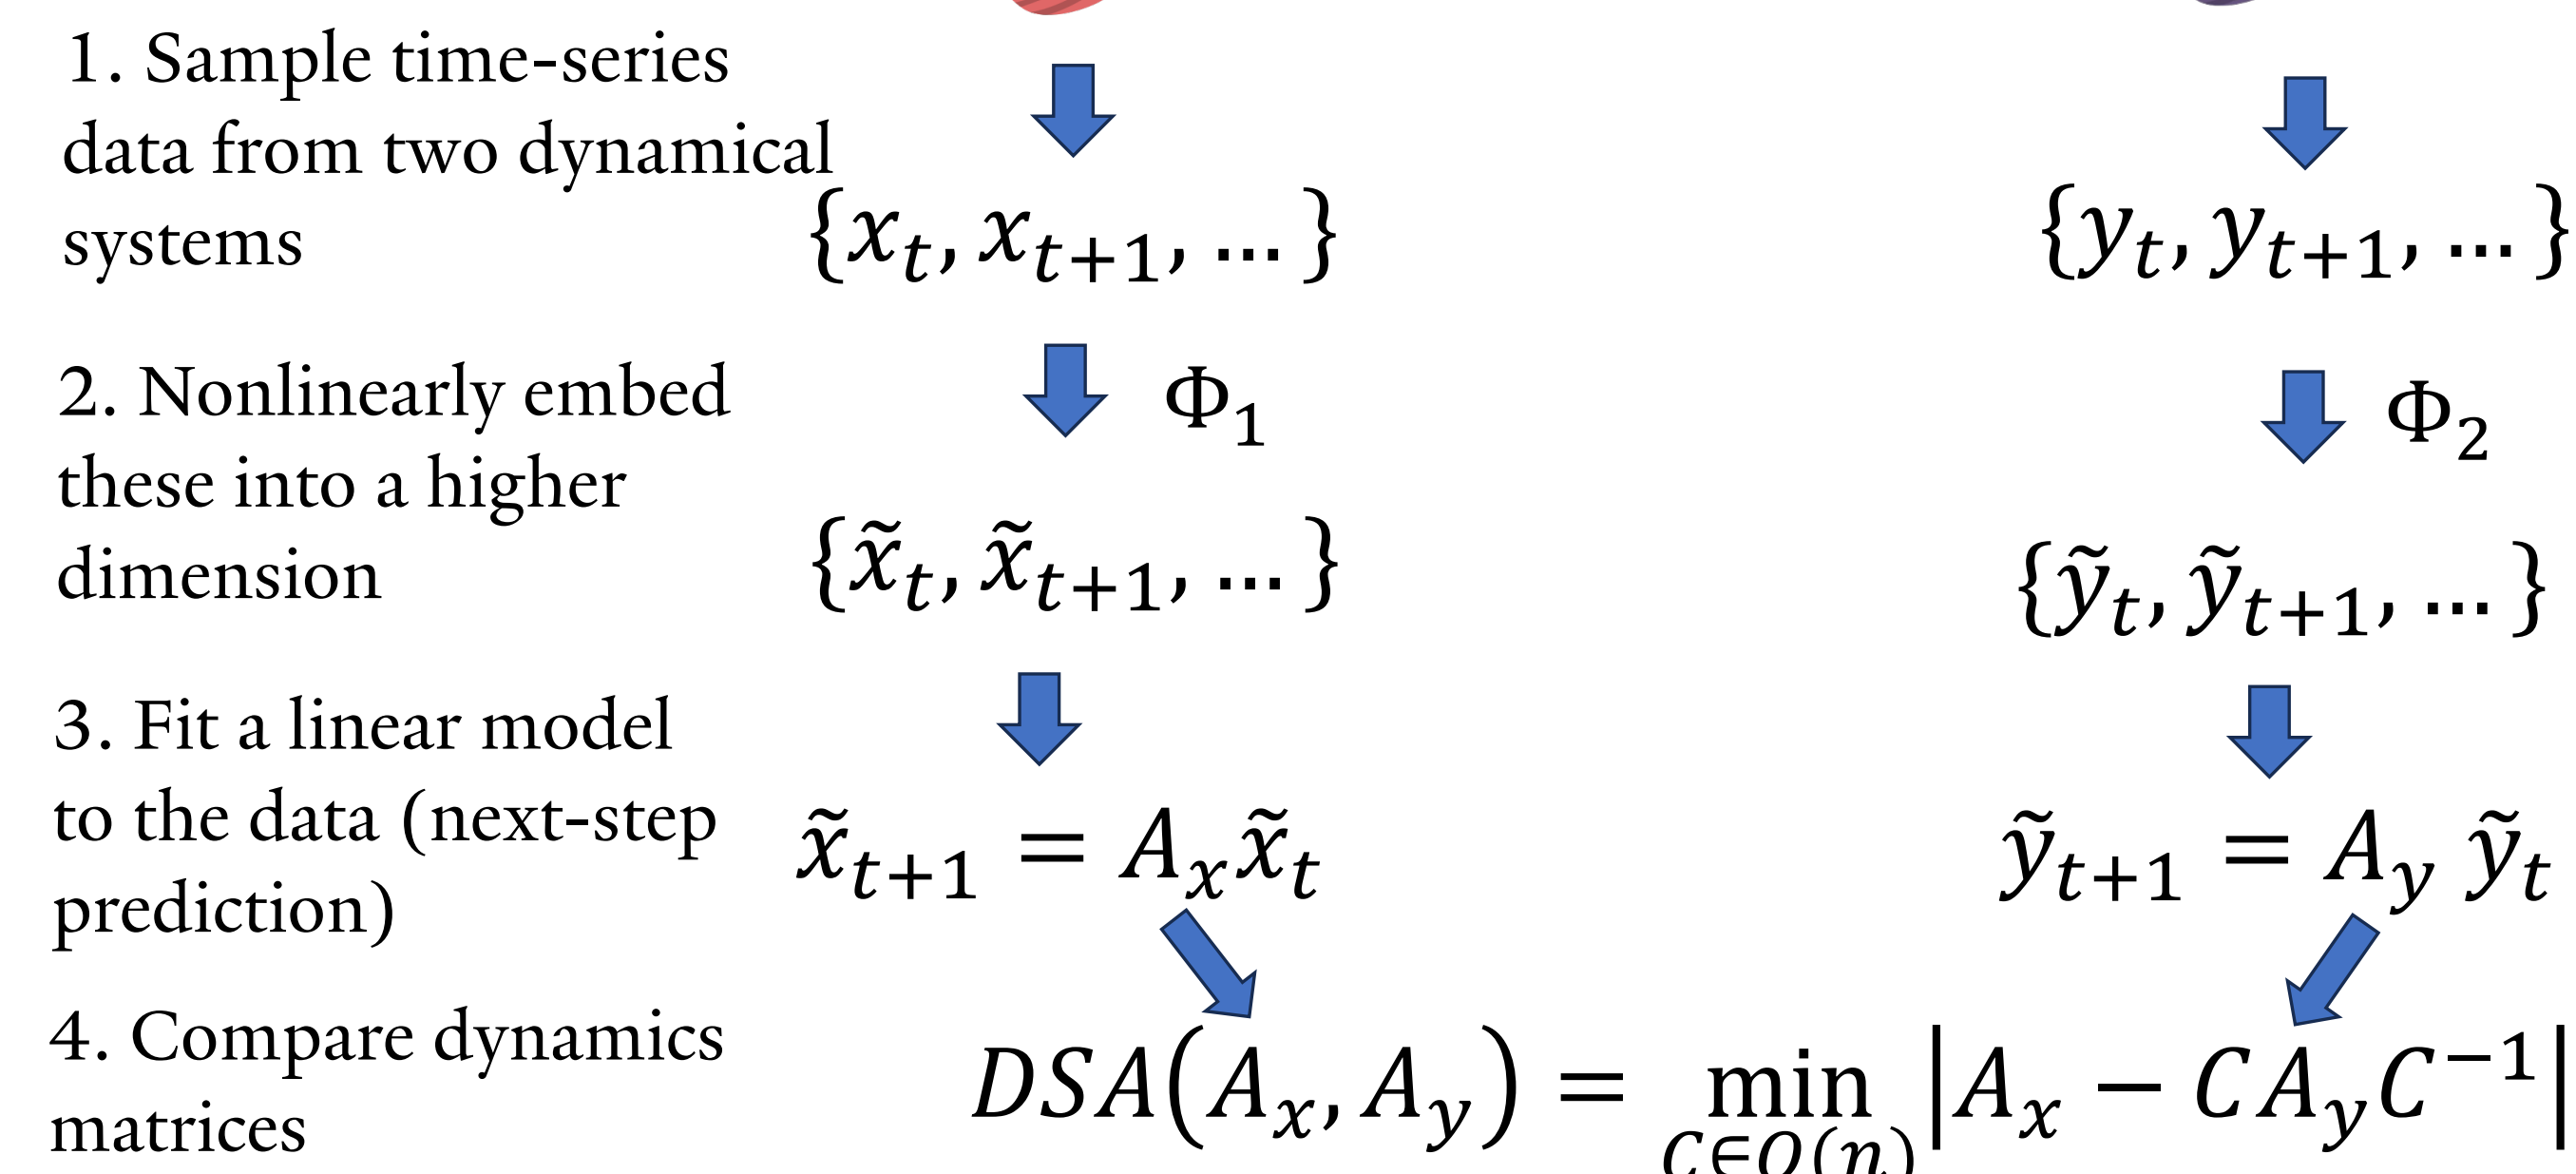 1. Sample time-series
data from two dynamical
systems
{x_t, x_{t+1}, … }
{y_t, y_{t+1}, … }
2. Nonlinearly embed
these into a higher
dimension
Φ_1
Φ_2
{x̃_t, x̃_{t+1}, … }
{ỹ_t, ỹ_{t+1}, … }
3. Fit a linear model
to the data (next-step
prediction)
x̃_{t+1} = A_x x̃_t
ỹ_{t+1} = A_y ỹ_t
4. Compare dynamics
matrices
DSA(A_x, A_y) = min_{C∈O(n)} |A_x − CA_yC^{−1}|